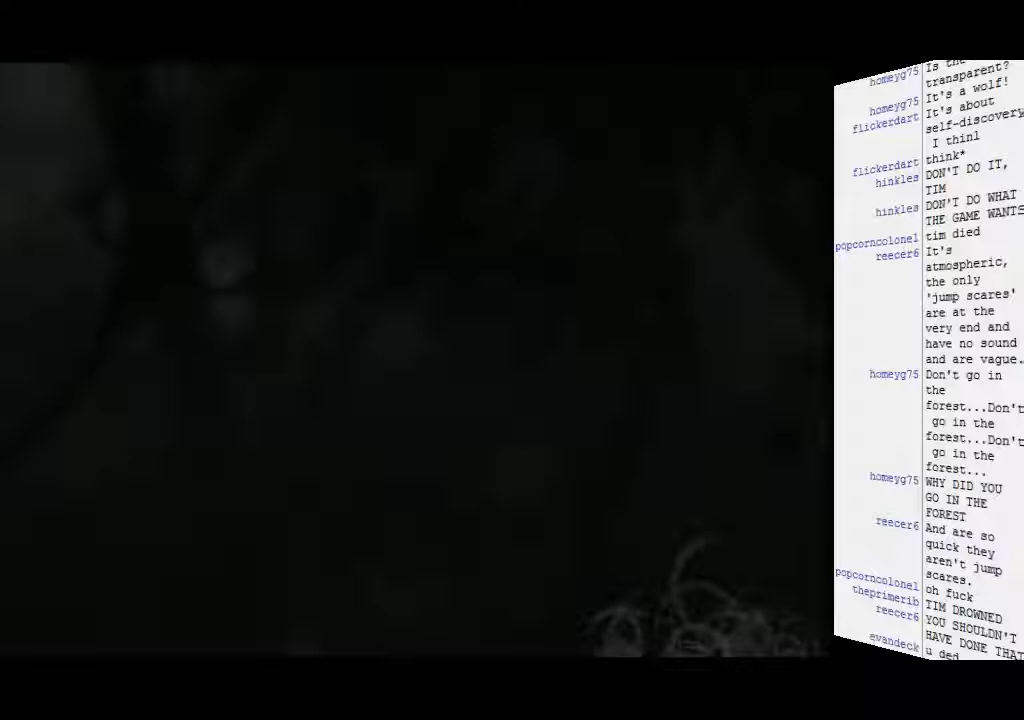 homeyg75 Is the
transparent?
homeyg75 It's a wolf!
flickerdart It's about
self-discovery
I thinl
flickerdart think*
hinkles DON'T DO IT,
TIM
hinkles DON'T DO WHAT
THE GAME WANTS
popcorncolonel tim died
reecer6 It's
atmospheric,
the only
'jump scares'
are at the
very end and
have no sound
and are vague.
homeyg75 Don't go in
the
forest...Don't
go in the
forest...Don't
go in the
forest...
homeyg75 WHY DID YOU
GO IN THE
FOREST
reecer6 And are so
quick they
aren't jump
scares.
popcorncolonel oh fuck
theprimerib TIM DROWNED
reecer6 YOU SHOULDN'T
HAVE DONE THAT
evandeck u ded